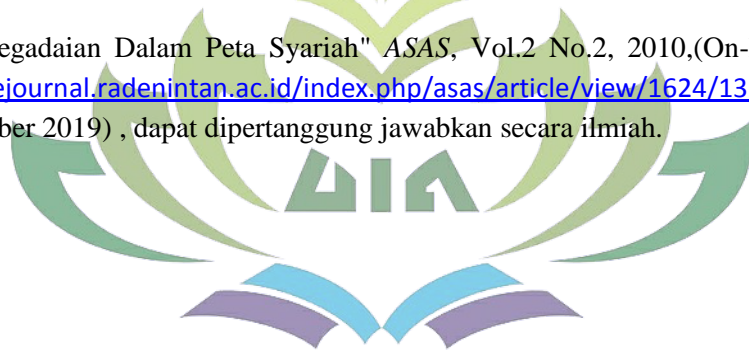 egadaian Dalam Peta Syariah" ASAS, Vol.2 No.2, 2010,(On-
ejournal.radenintan.ac.id/index.php/asas/article/view/1624/13
ber 2019) , dapat dipertanggung jawabkan secara ilmiah.
UIN